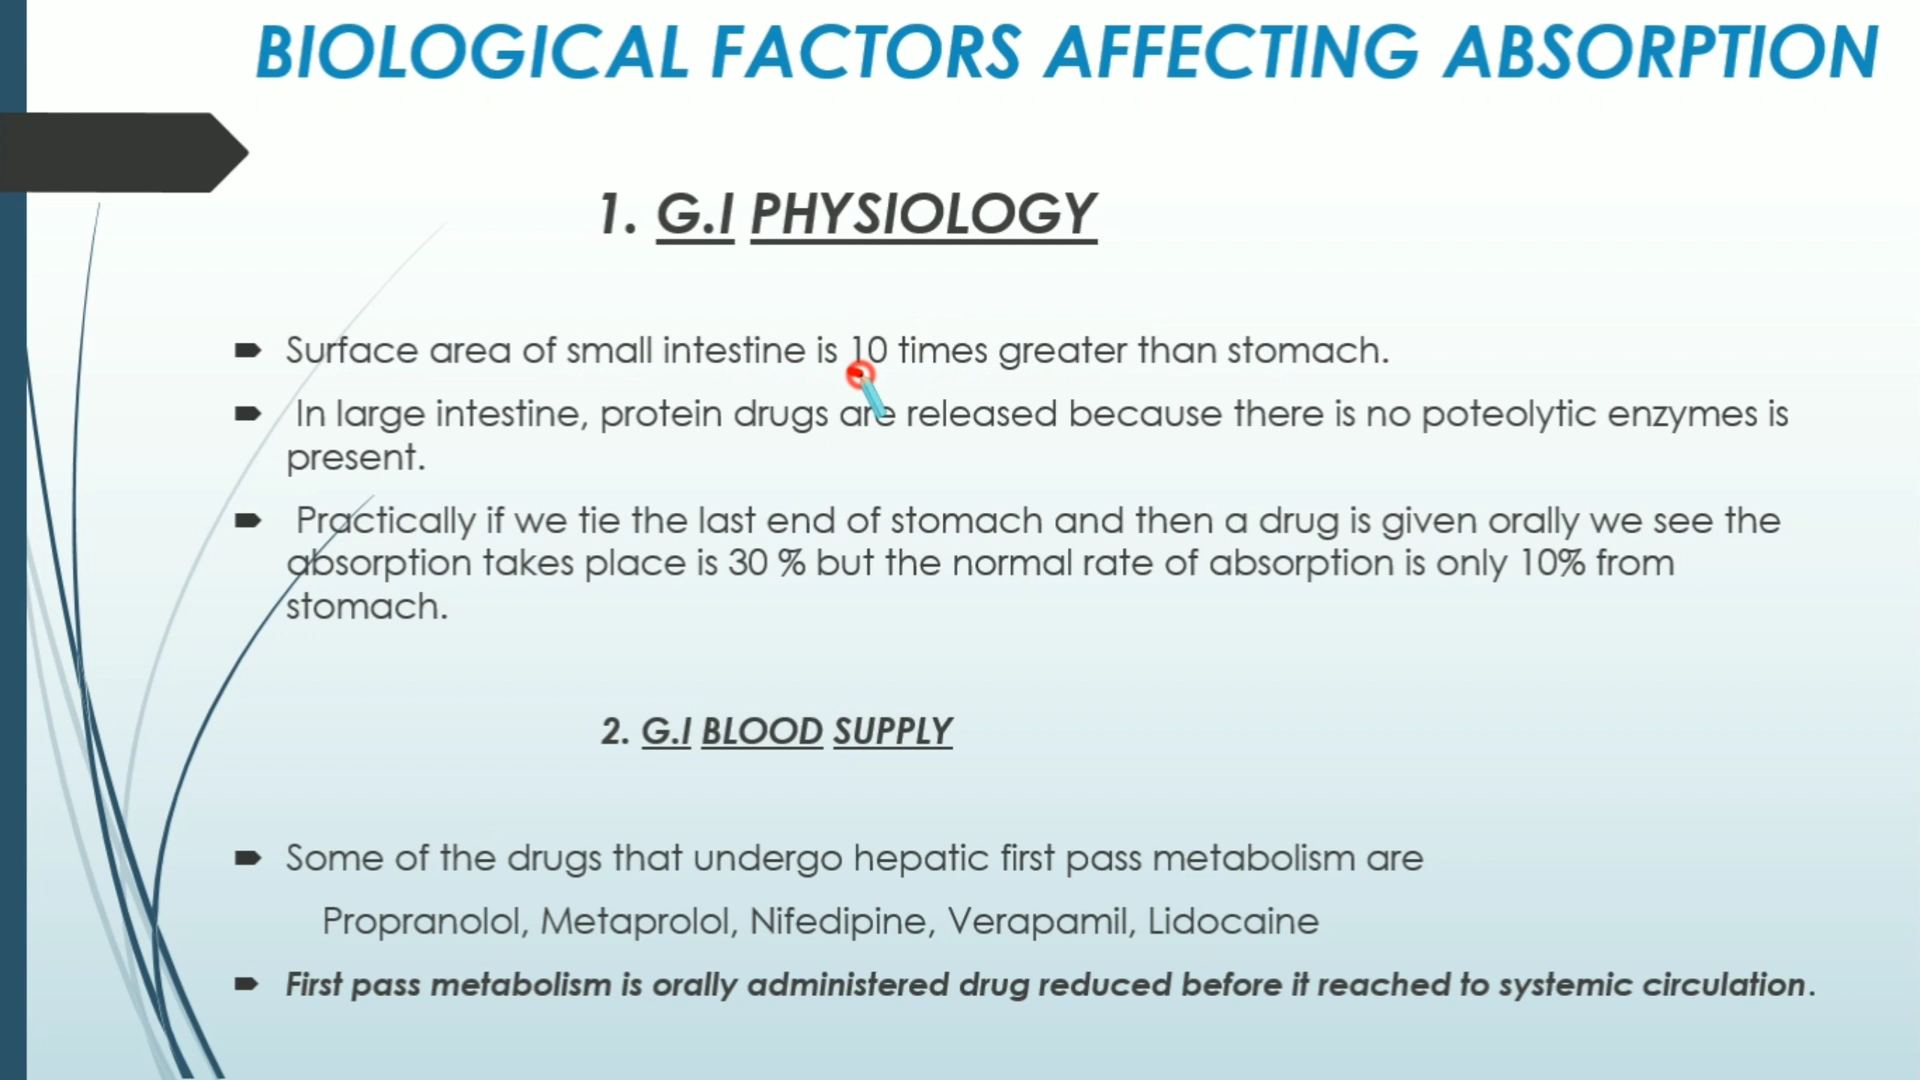 BIOLOGICAL FACTORS AFFECTING ABSORPTION
1. G.I PHYSIOLOGY
Surface area of small intestine is 10 times greater than stomach.
In large intestine, protein drugs are released because there is no poteolytic enzymes is
present.
Practically if we tie the last end of stomach and then a drug is given orally we see the
absorption takes place is 30 % but the normal rate of absorption is only 10% from
stomach.
2. G.I BLOOD SUPPLY
Some of the drugs that undergo hepatic first pass metabolism are
Propranolol, Metaprolol, Nifedipine, Verapamil, Lidocaine
First pass metabolism is orally administered drug reduced before it reached to systemic circulation.